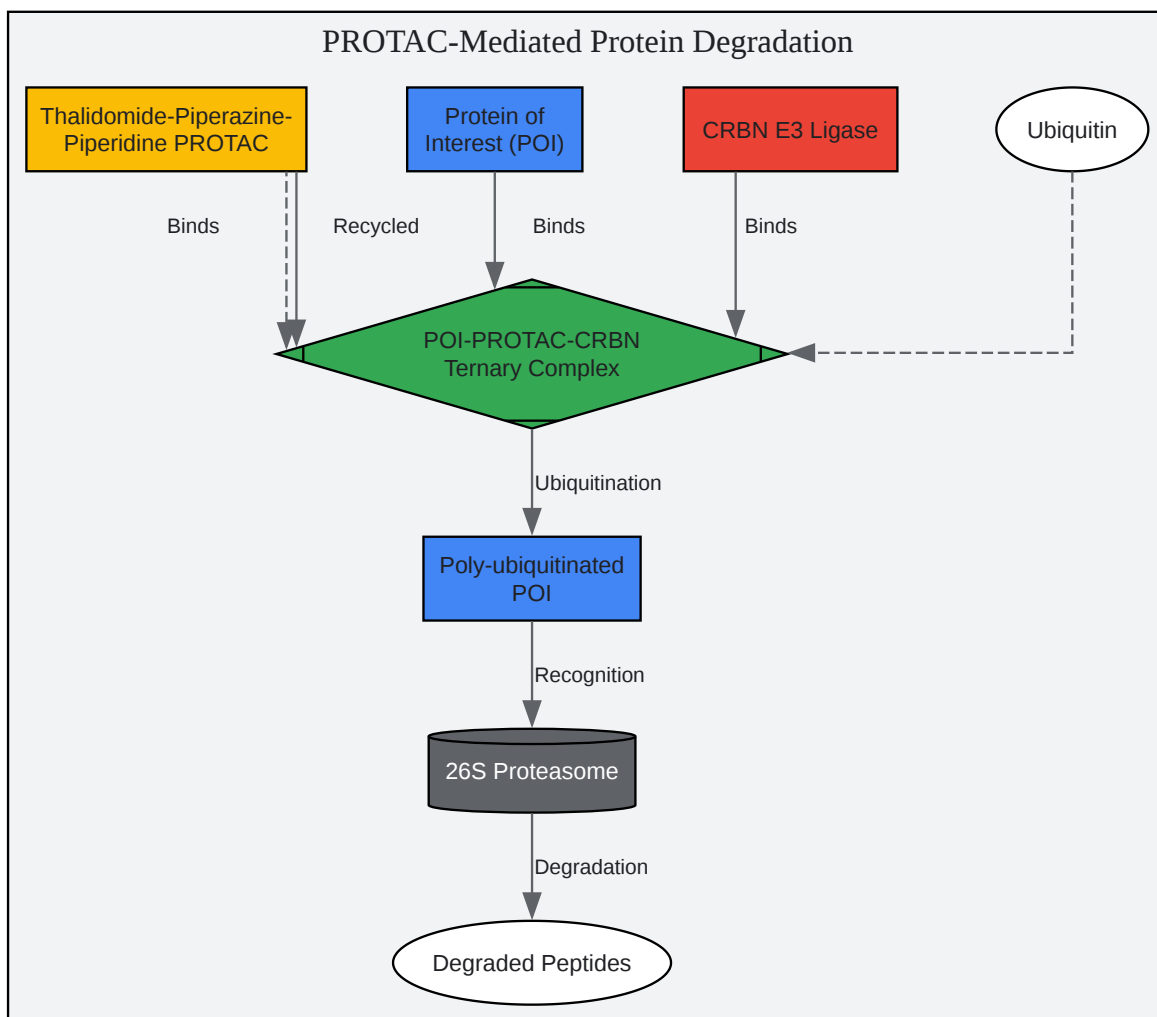 PROTAC-Mediated Protein Degradation
Thalidomide-Piperazine-
Piperidine PROTAC
Protein of
Interest (POI)
CRBN E3 Ligase
Ubiquitin
Binds
Recycled
Binds
Binds
POI-PROTAC-CRBN
Ternary Complex
Ubiquitination
Poly-ubiquitinated
POI
Recognition
26S Proteasome
Degradation
Degraded Peptides